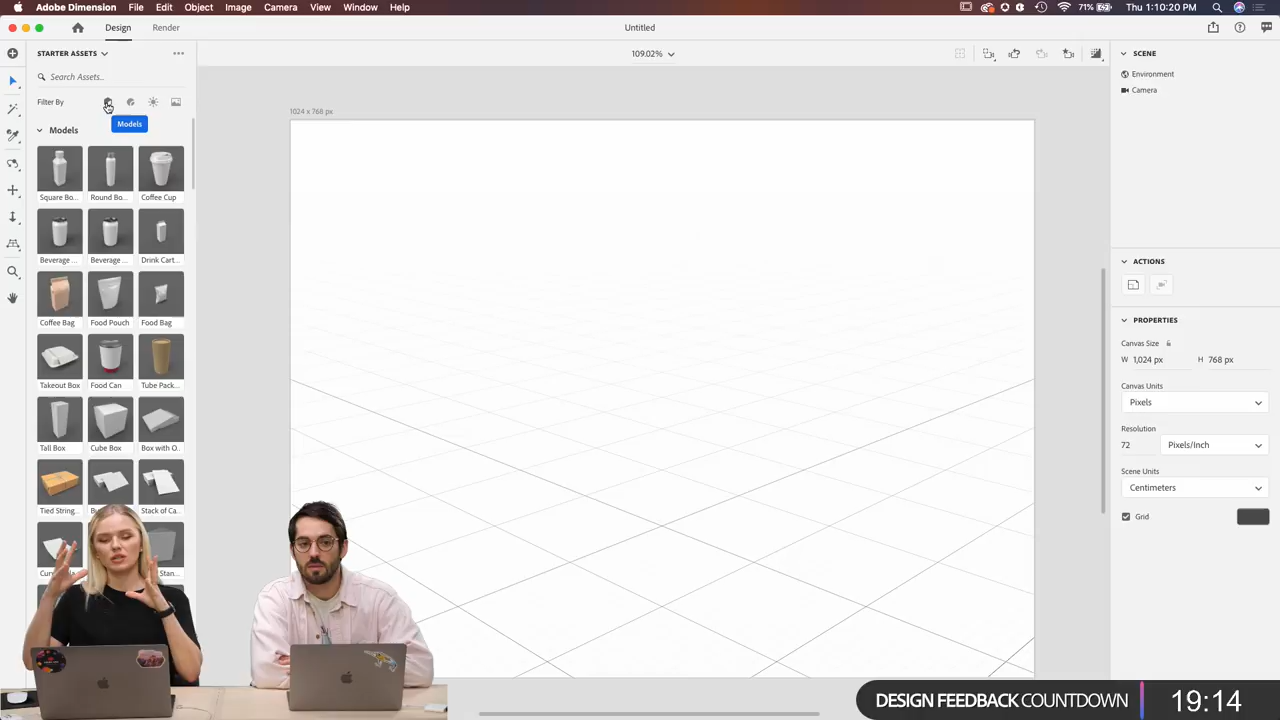 Adobe Dimension File Edit Object Image Camera View Window Help
71% Thu 1:10:20 PM
Design Render
Untitled
STARTER ASSETS
109.02%
SCENE
Search Assets...
Environment
Filter By
Camera
Models
1024 x 768 px
Models
Square Bo... Round Bo... Coffee Cup
Beverage ... Beverage ... Drink Cart...
ACTIONS
Coffee Bag Food Pouch Food Bag
PROPERTIES
Canvas Size
W 1,024 px H 768 px
Takeout Box Food Can Tube Pack...
Canvas Units
Pixels
Resolution
72 Pixels/Inch
Tall Box Cube Box Box with O...
Scene Units
Centimeters
Tied String... Stack of Ca...
Grid
DESIGN FEEDBACK COUNTDOWN 19:14